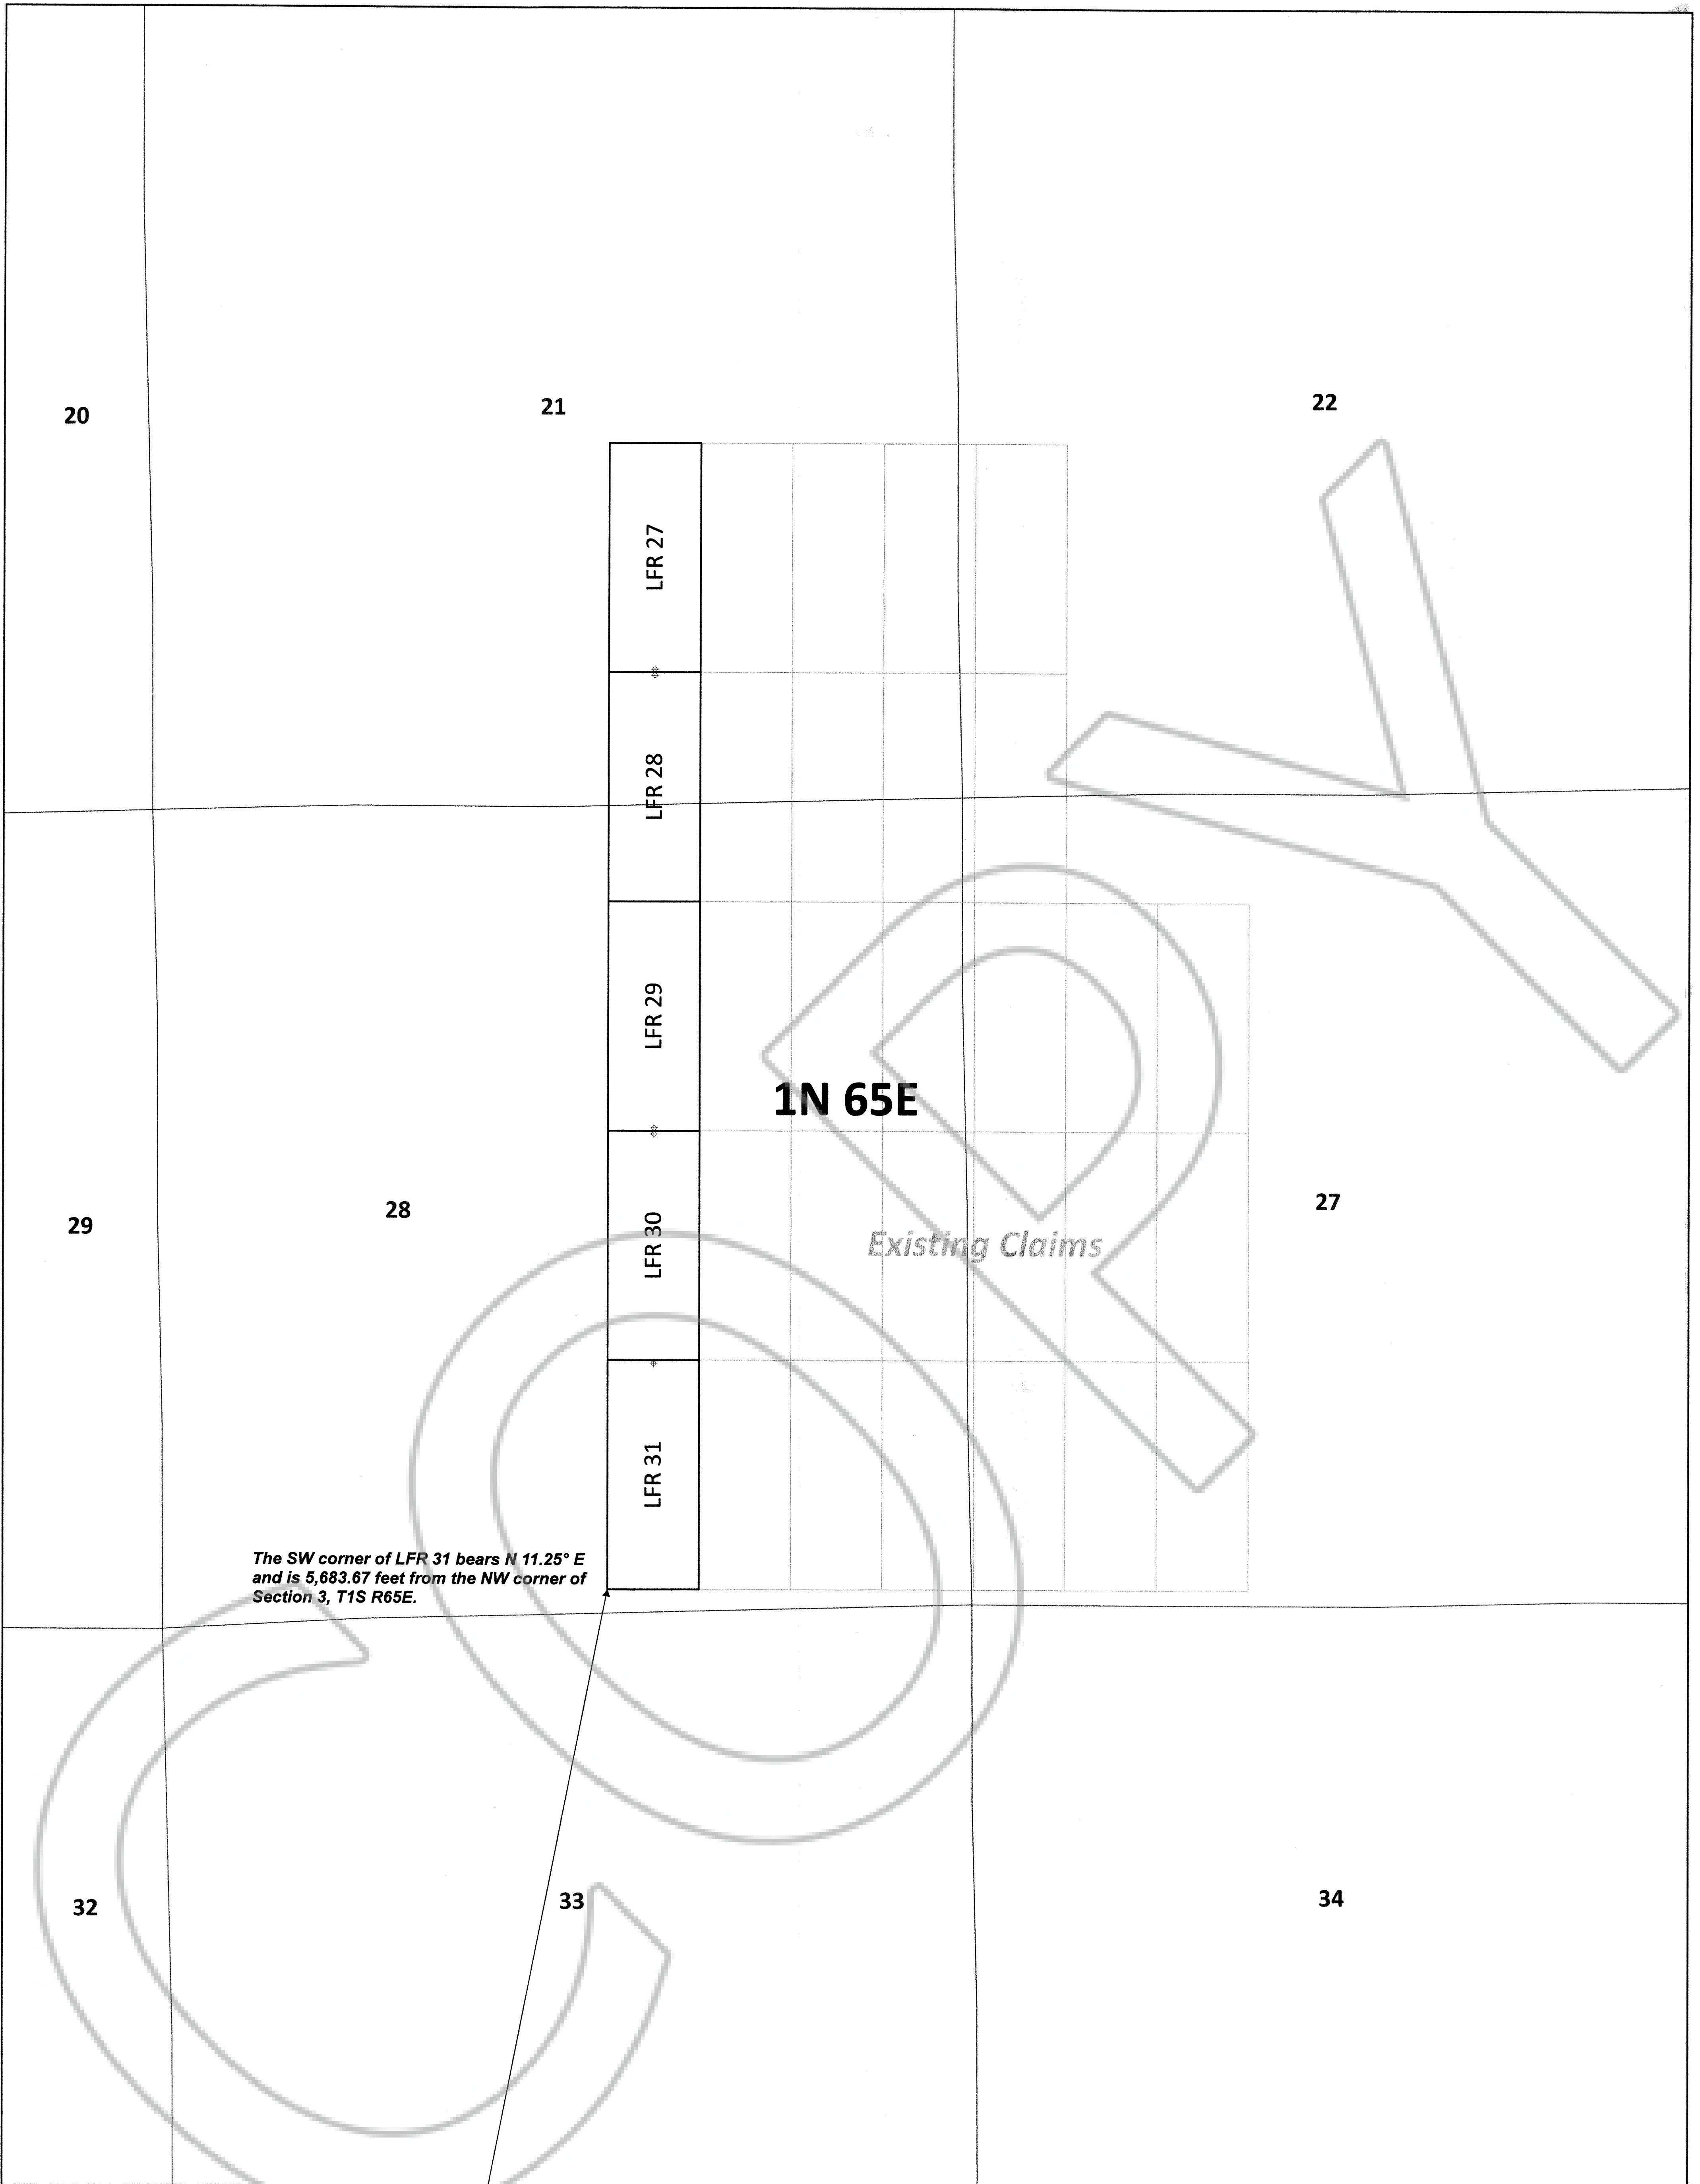 20
21
22
LFR 27
LFR 28
LFR 29
1N 65E
29
28
27
LFR 30
Existing Claims
LFR 31
The SW corner of LFR 31 bears N 11.25° E
and is 5,683.67 feet from the NW corner of
Section 3, T1S R65E.
32
33
34
COPY